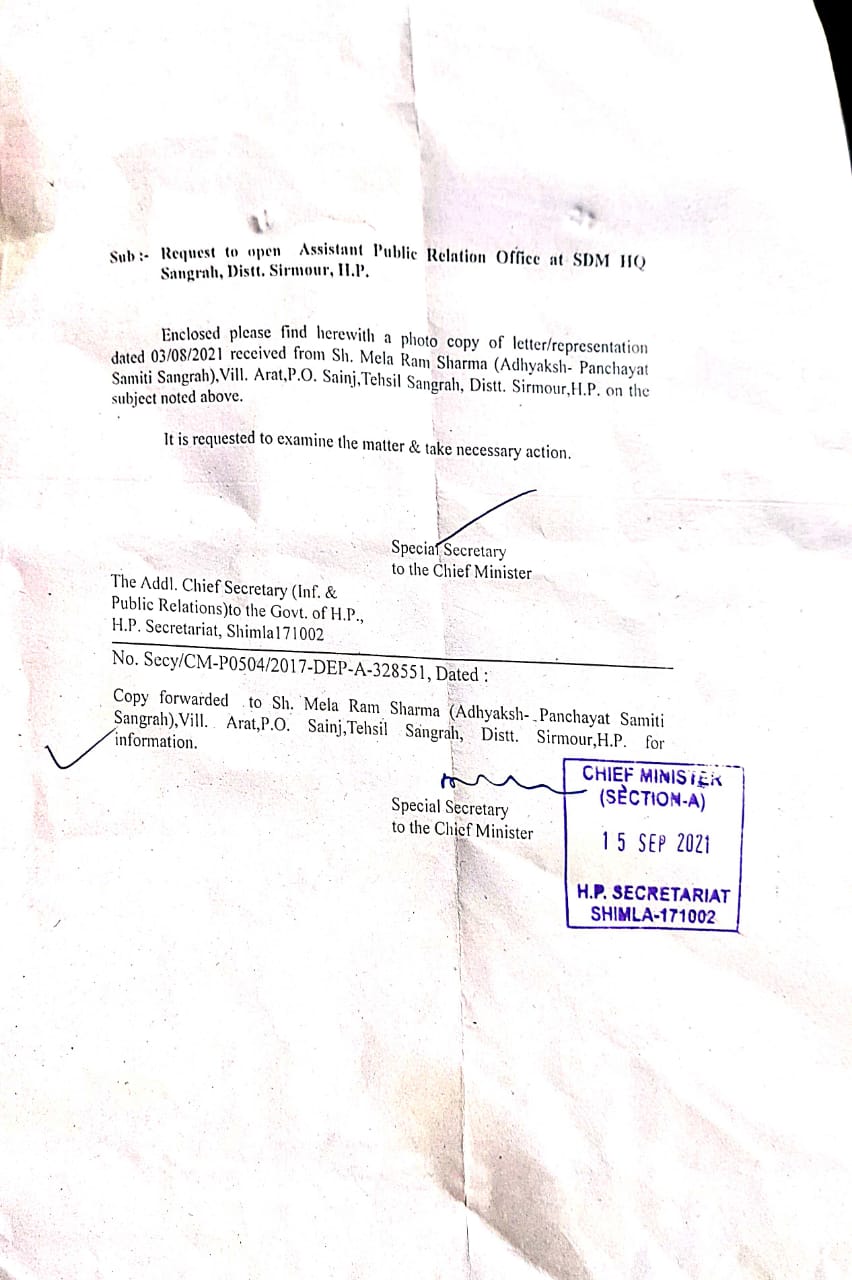 Sub :- Request to open Assistant Public Relation Office at SDM HQ
Sangrah, Distt. Sirmour, H.P.
Enclosed please find herewith a photo copy of letter/representation
dated 03/08/2021 received from Sh. Mela Ram Sharma (Adhyaksh- Panchayat
Samiti Sangrah),Vill. Arat,P.O. Sainj,Tehsil Sangrah, Distt. Sirmour,H.P. on the
subject noted above.
It is requested to examine the matter & take necessary action.
Special Secretary
to the Chief Minister
The Addl. Chief Secretary (Inf. &
Public Relations)to the Govt. of H.P.,
H.P. Secretariat, Shimla171002
No. Secy/CM-P0504/2017-DEP-A-328551, Dated :
Copy forwarded to Sh. Mela Ram Sharma (Adhyaksh- Panchayat Samiti
Sangrah),Vill. Arat,P.O. Sainj,Tehsil Sangrah, Distt. Sirmour,H.P. for
information.
Special Secretary
to the Chief Minister
CHIEF MINISTER
(SECTION-A)
15 SEP 2021
H.P. SECRETARIAT
SHIMLA-171002